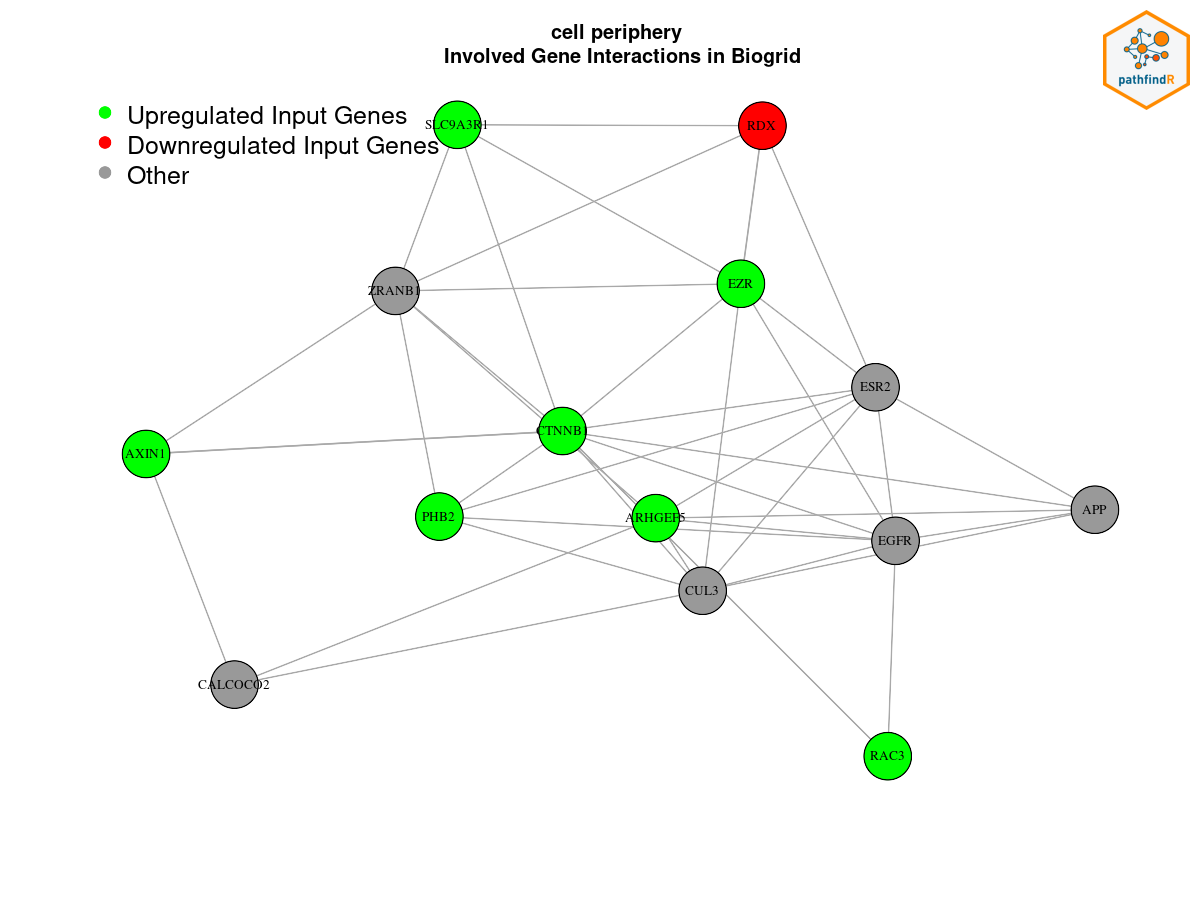 cell periphery
Involved Gene Interactions in Biogrid
pathfindR
Upregulated Input Genes
Downregulated Input Genes
Other
SLC9A3R1
RDX
ZRANB1
EZR
ESR2
CTNNB1
AXIN1
PHB2
ARHGEF5
APP
EGFR
CUL3
CALCOCO2
RAC3